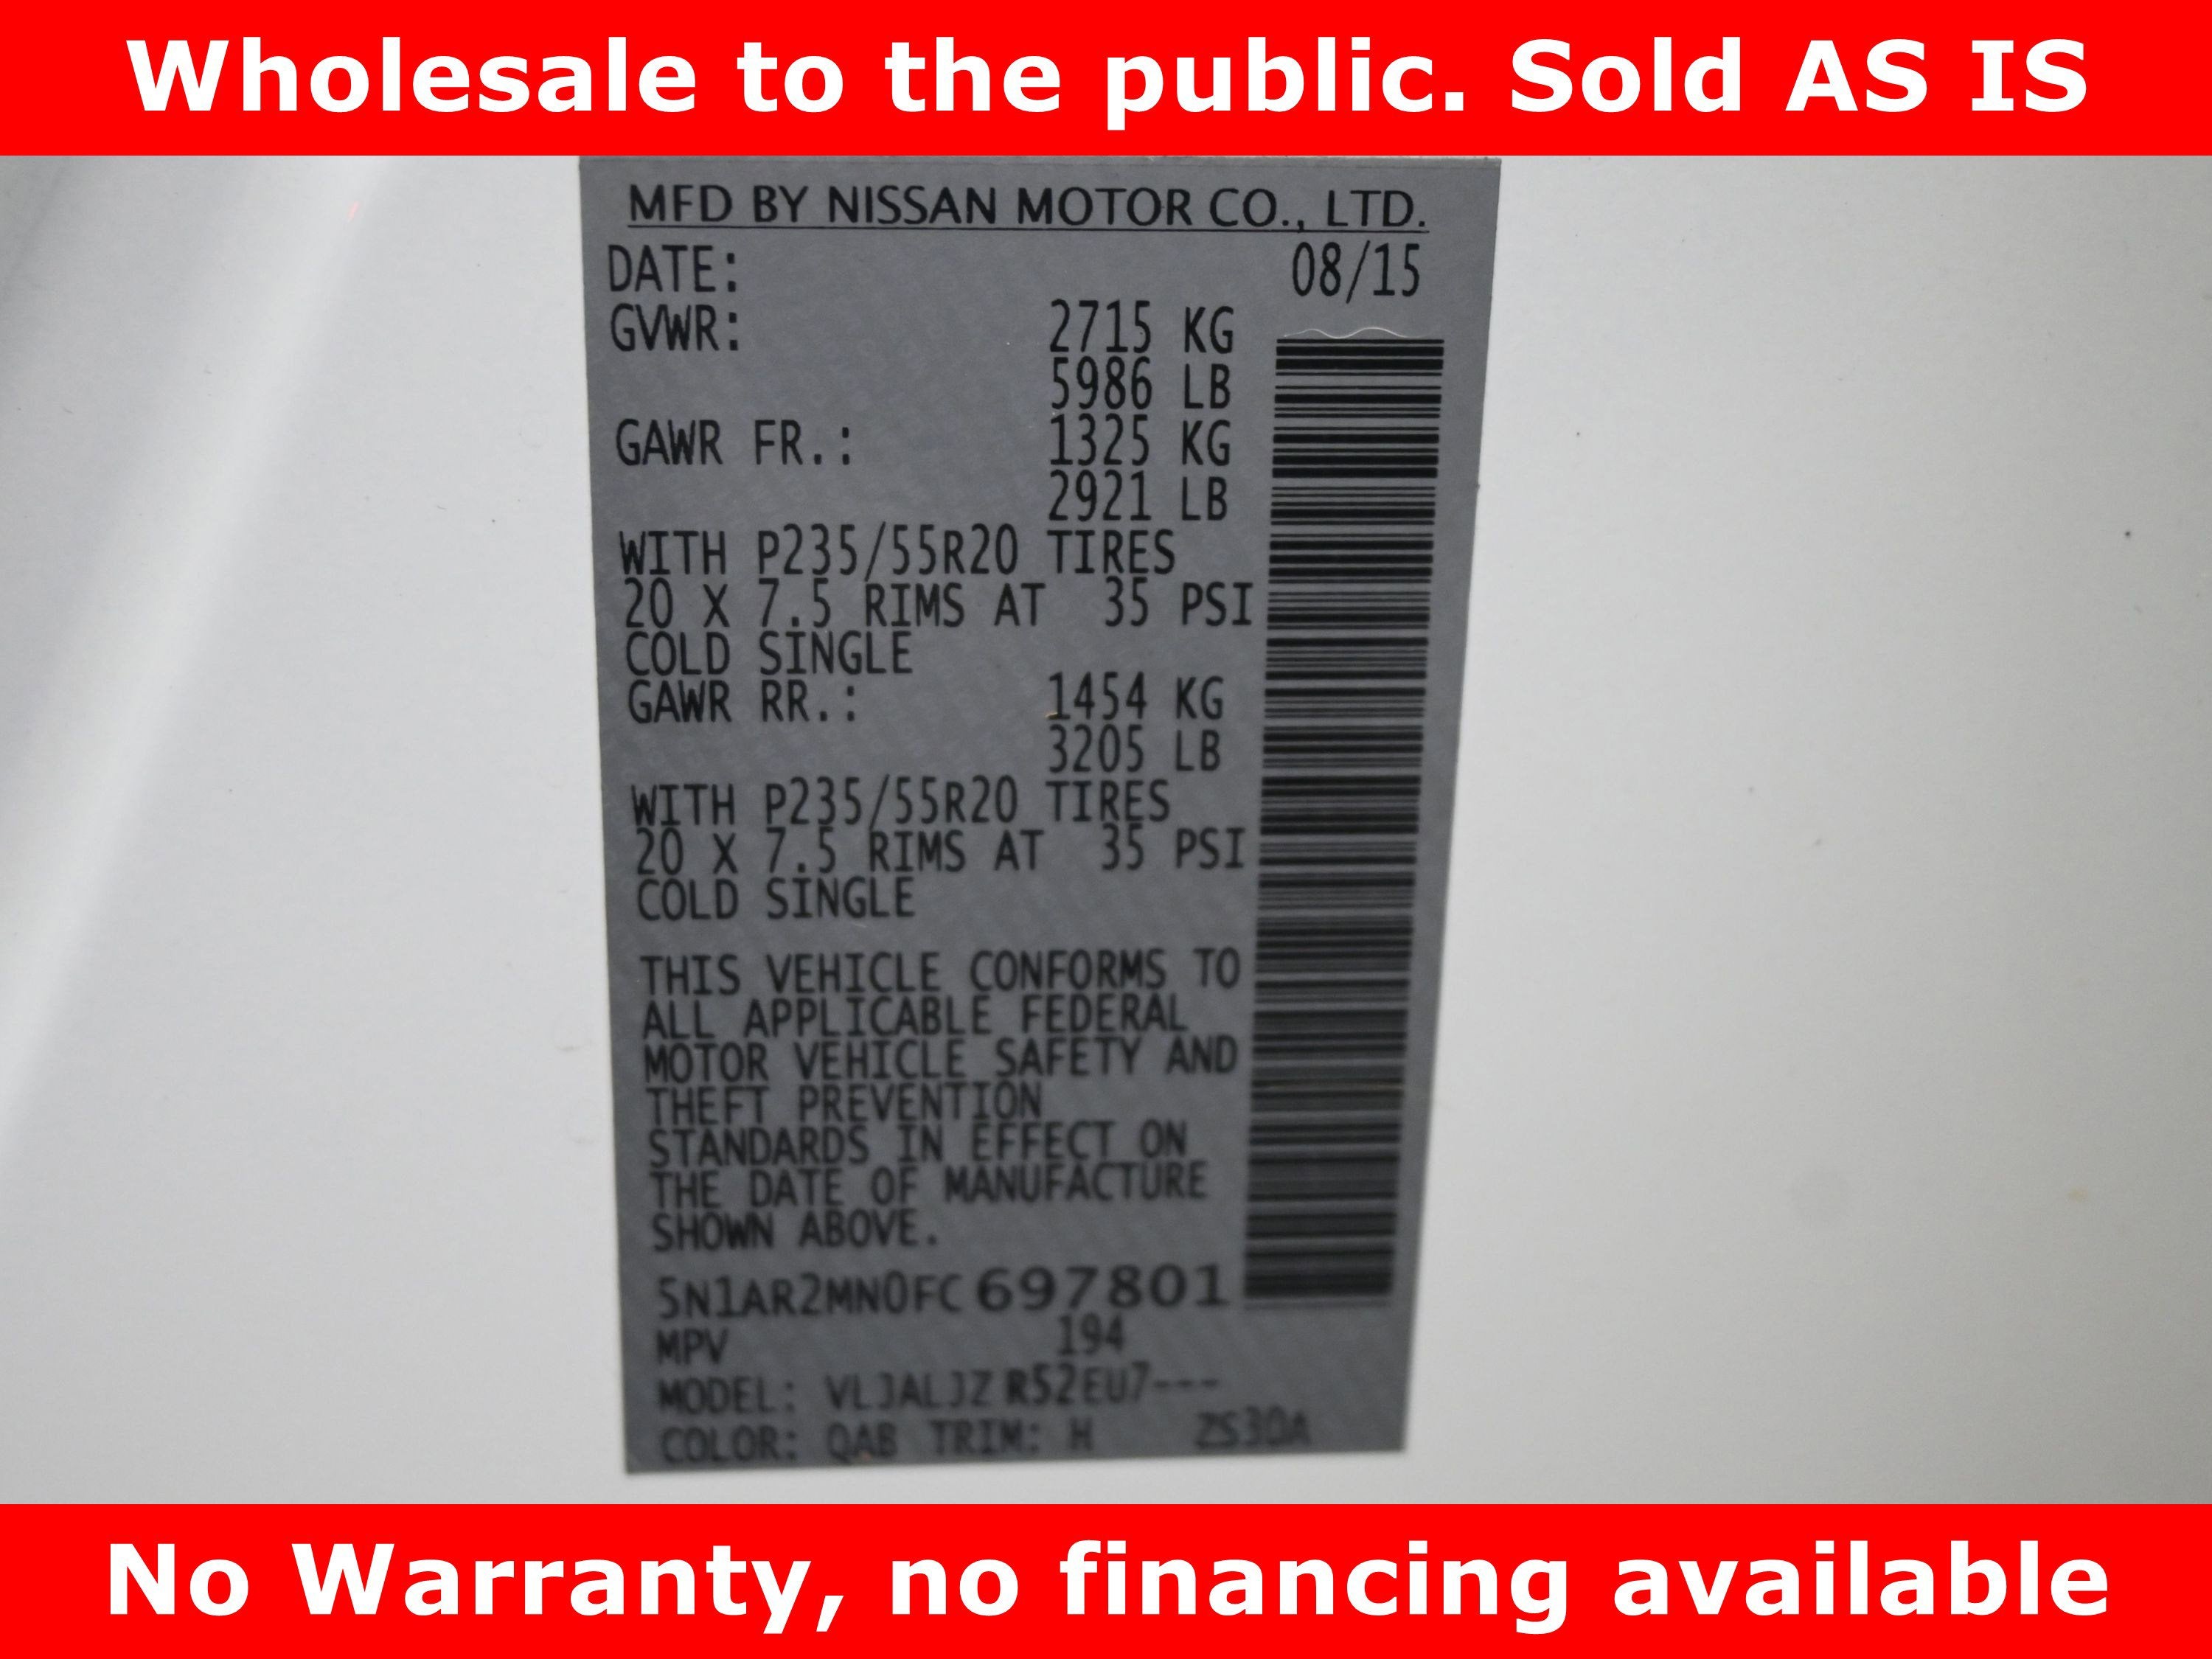 Wholesale to the public. Sold AS IS
MFD BY NISSAN MOTOR CO., LTD.
DATE: 08/15
GVWR: 2715 KG
5986 LB
GAWR FR.: 1325 KG
2921 LB
WITH P235/55R20 TIRES
20 X 7.5 RIMS AT 35 PSI
COLD SINGLE
GAWR RR.: 1454 KG
3205 LB
WITH P235/55R20 TIRES
20 X 7.5 RIMS AT 35 PSI
COLD SINGLE
THIS VEHICLE CONFORMS TO
ALL APPLICABLE FEDERAL
MOTOR VEHICLE SAFETY AND
THEFT PREVENTION
STANDARDS IN EFFECT ON
THE DATE OF MANUFACTURE
SHOWN ABOVE.
5N1AR2MN0FC697801
MPV 194
MODEL: VLJALJZ R52EU7---
COLOR: QAB TRIM: H ZS30A
No Warranty, no financing available